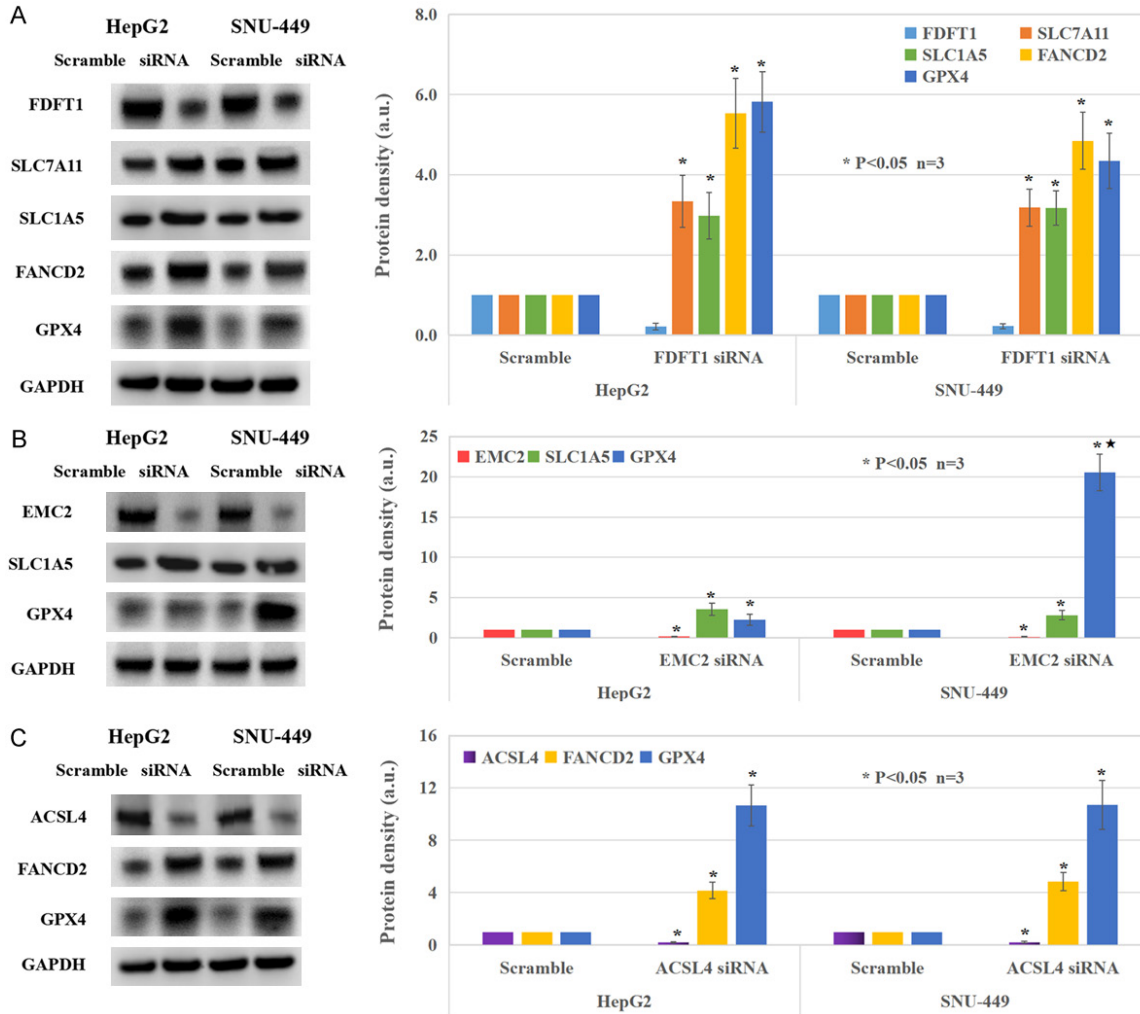 A
HepG2 SNU-449
Scramble siRNA Scramble siRNA
FDFT1
SLC7A11
SLC1A5
FANCD2
GPX4
GAPDH
Protein density (a.u.)
8.0
6.0
4.0
2.0
0.0
FDFT1 SLC7A11
SLC1A5 FANCD2
GPX4
* P<0.05 n=3
* * * * * * * *
Scramble FDFT1 siRNA Scramble FDFT1 siRNA
HepG2 SNU-449
B
HepG2 SNU-449
Scramble siRNA Scramble siRNA
EMC2
SLC1A5
GPX4
GAPDH
Protein density (a.u.)
25
20
15
10
5
0
EMC2 SLC1A5 GPX4
* P<0.05 n=3
* * * * * *★
Scramble EMC2 siRNA Scramble EMC2 siRNA
HepG2 SNU-449
C
HepG2 SNU-449
Scramble siRNA Scramble siRNA
ACSL4
FANCD2
GPX4
GAPDH
Protein density (a.u.)
16
12
8
4
0
ACSL4 FANCD2 GPX4
* P<0.05 n=3
* * * * * *
Scramble ACSL4 siRNA Scramble ACSL4 siRNA
HepG2 SNU-449